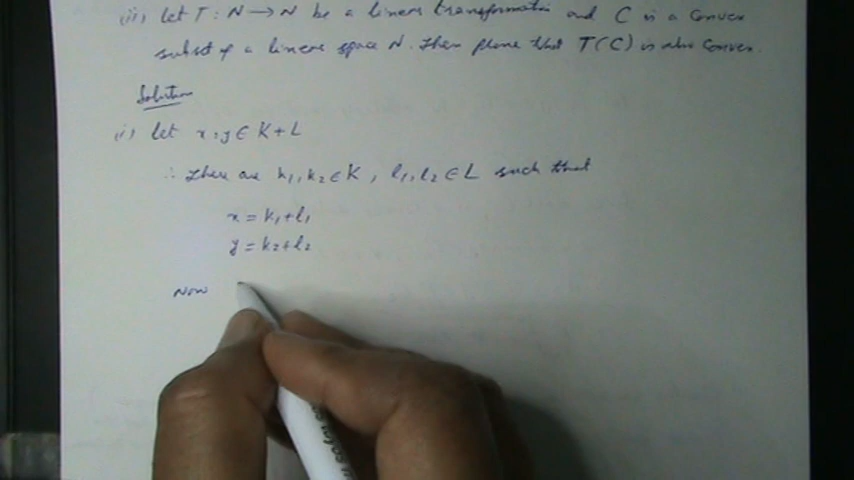 (ii) let T : N → N be a linear transformation and C is a convex
subset of a linear space N. Then prove that T(C) is also convex.
Solution
(i) let x, y ∈ K + L
∴ there are k₁, k₂ ∈ K, l₁, l₂ ∈ L such that
x = k₁ + l₁
y = k₂ + l₂
Now